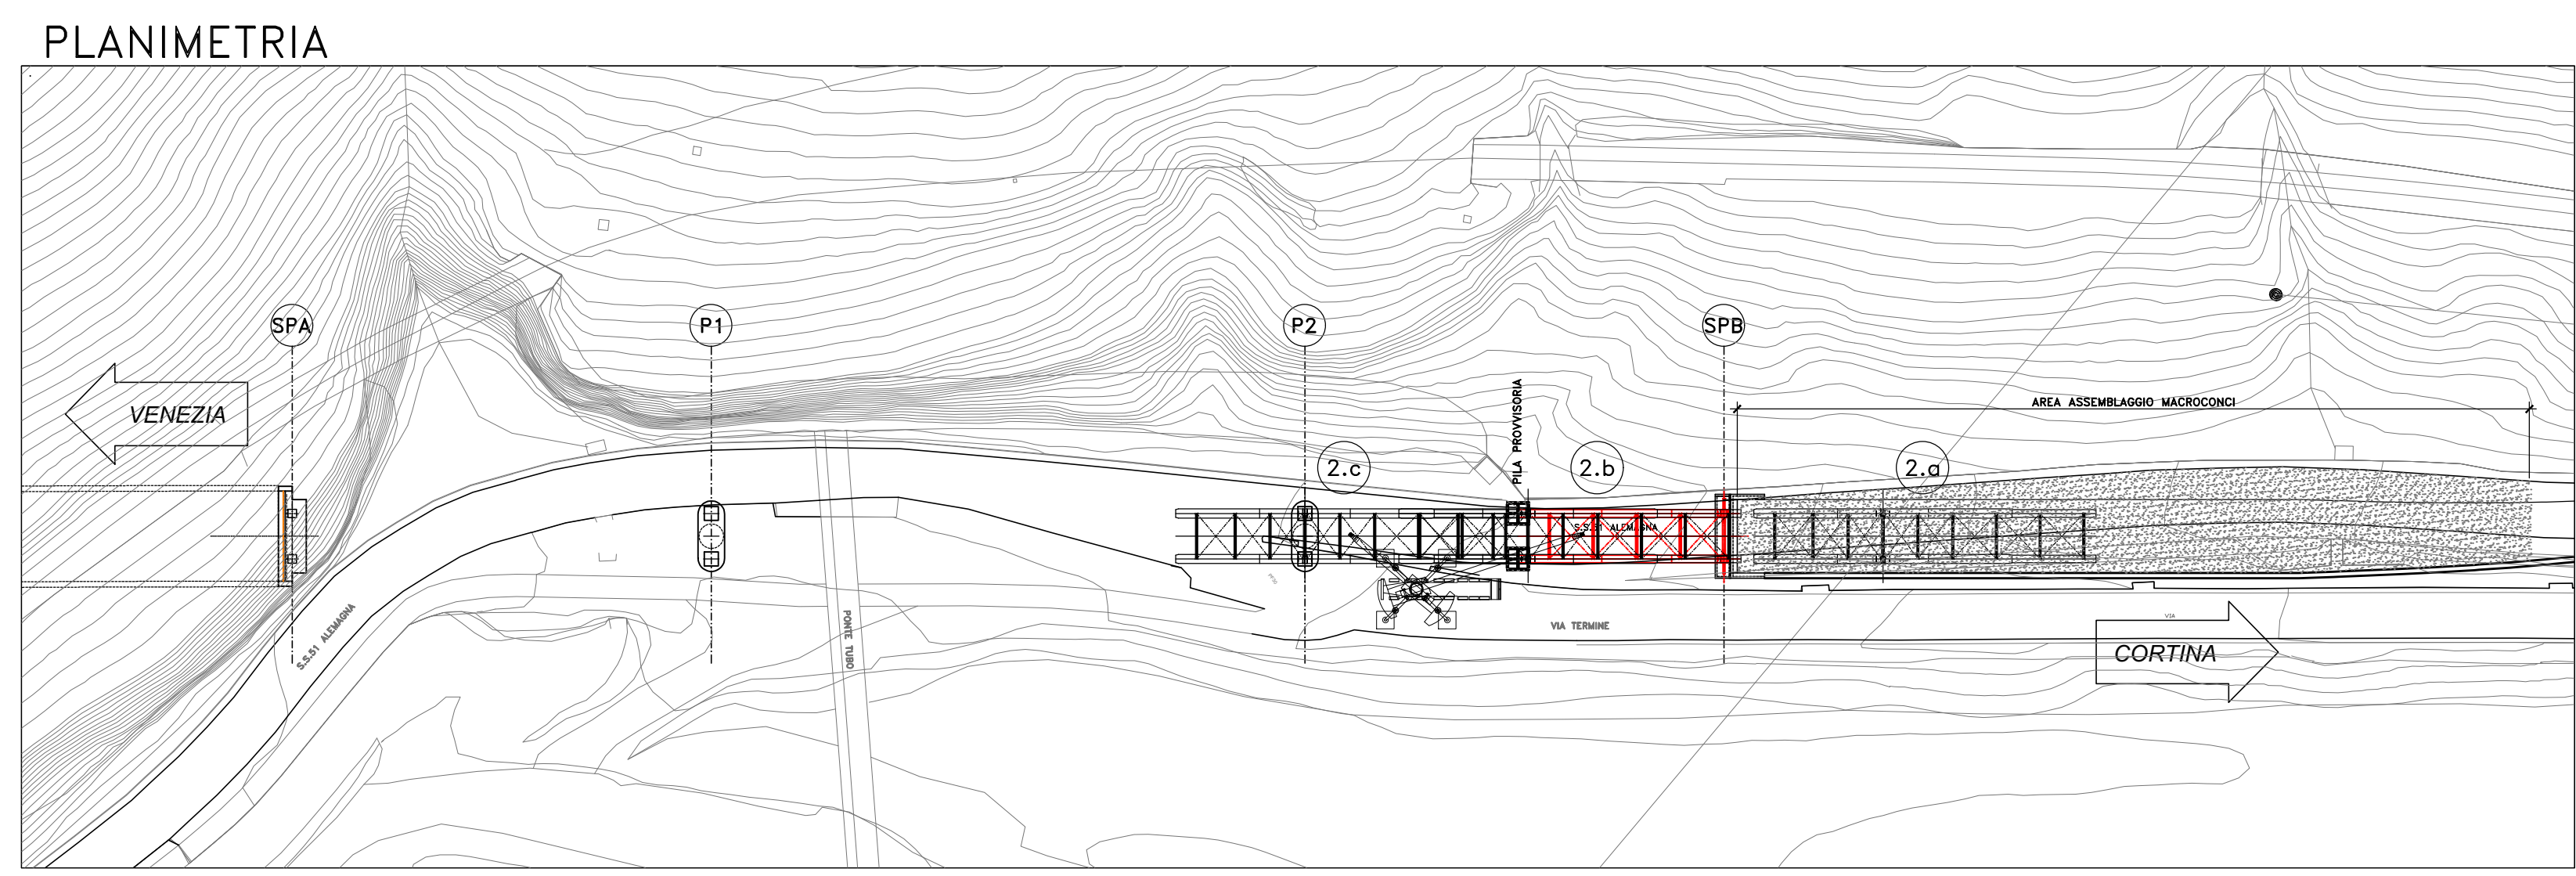 PLANIMETRIA
SPA
P1
P2
SPB
VENEZIA
PILA PROVVISORIA
AREA ASSEMBLAGGIO MACROCONCI
2.c
2.b
2.a
S.S.51 ALEMAGNA
S.S.51 ALEMAGNA
PONTE TUBO
VIA TERMINE
VIA
CORTINA